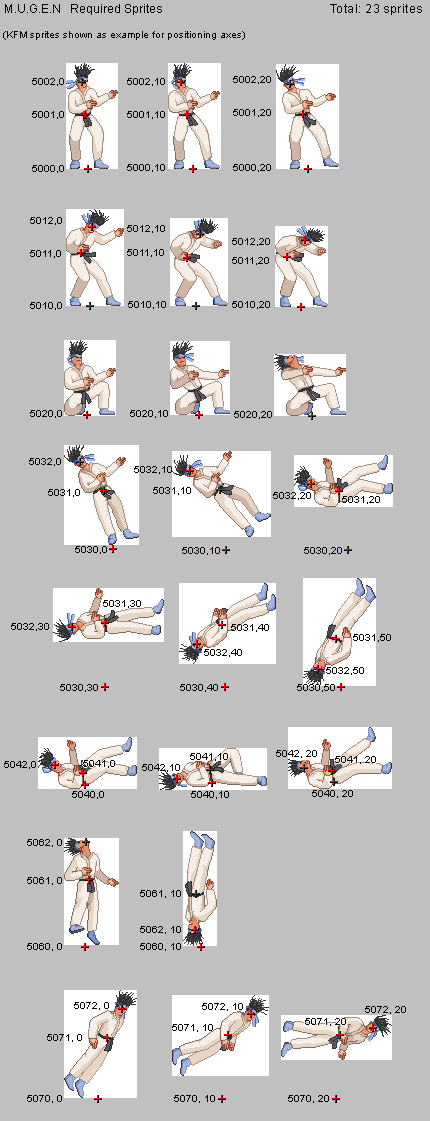 M.U.G.E.N Required Sprites Total: 23 sprites
(KFM sprites shown as example for positioning axes)
5002,0 5002,10 5002,20
5001,0 5001,10 5001,20
5000,0 5000,10 5000,20
5012,0 5012,10 5012,20
5011,0 5011,10 5011,20
5010,0 5010,10 5010,20
5020,0 5020,10 5020,20
5032,0 5032,10 5032,20
5031,0 5031,10 5031,20
5030,0 5030,10 5030,20
5031,30 5031,40 5031,50
5032,30 5032,40 5032,50
5030,30 5030,40 5030,50
5042,0 5041,0 5042,10 5041,10 5042, 20 5041, 20
5040,0 5040,10 5040, 20
5062, 0
5061, 0 5061, 10
5062, 10
5060, 0 5060, 10
5072, 0 5072, 10 5072, 20
5071, 0 5071, 10 5071, 20
5070, 0 5070, 10 5070, 20